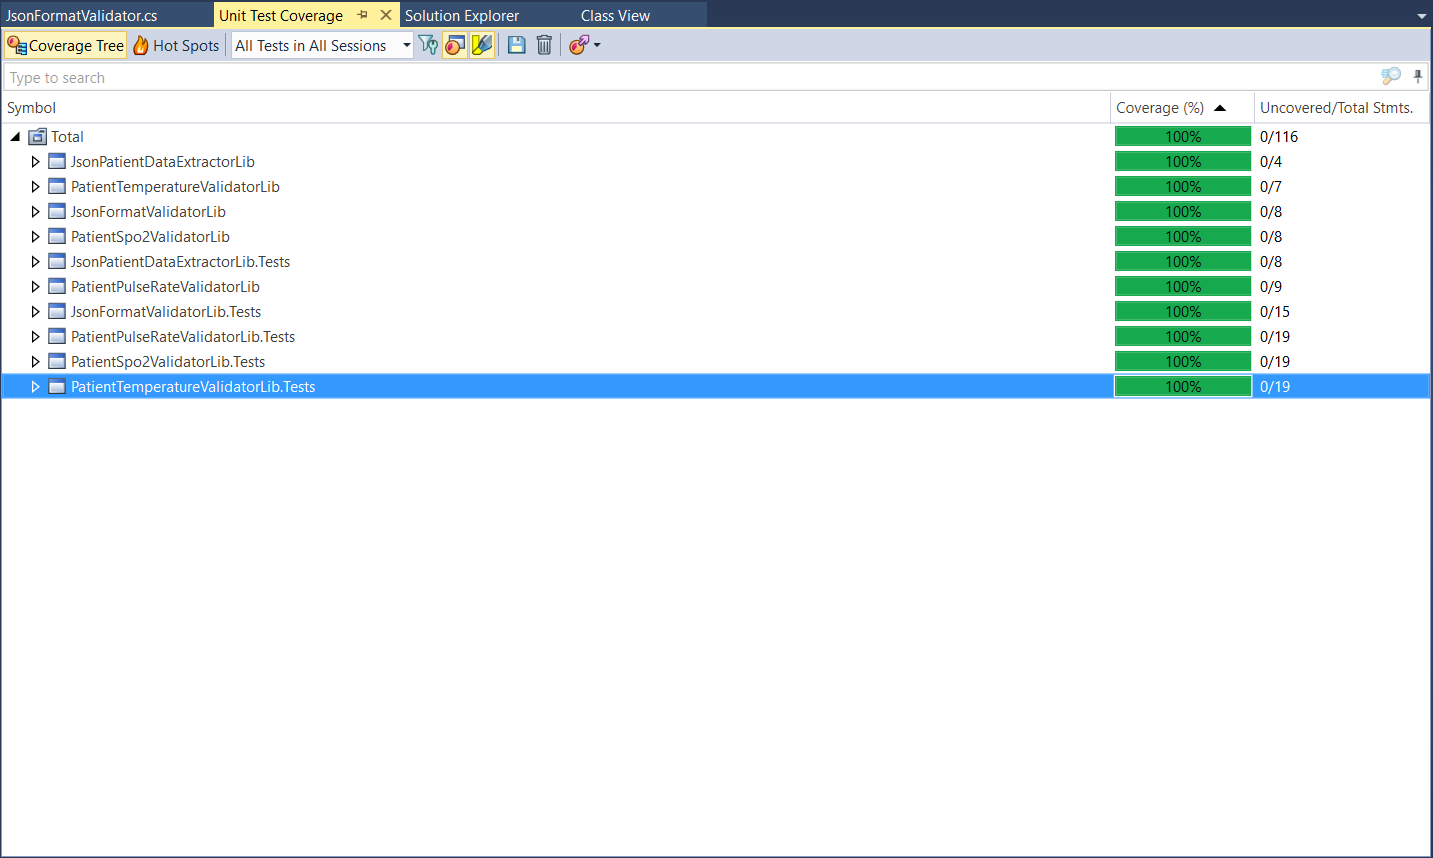 JsonFormatValidator.cs Unit Test Coverage Solution Explorer Class View
Coverage Tree Hot Spots All Tests in All Sessions
Type to search
Symbol Coverage (%) Uncovered/Total Stmts.
Total 100% 0/116
JsonPatientDataExtractorLib 100% 0/4
PatientTemperatureValidatorLib 100% 0/7
JsonFormatValidatorLib 100% 0/8
PatientSpo2ValidatorLib 100% 0/8
JsonPatientDataExtractorLib.Tests 100% 0/8
PatientPulseRateValidatorLib 100% 0/9
JsonFormatValidatorLib.Tests 100% 0/15
PatientPulseRateValidatorLib.Tests 100% 0/19
PatientSpo2ValidatorLib.Tests 100% 0/19
PatientTemperatureValidatorLib.Tests 100% 0/19